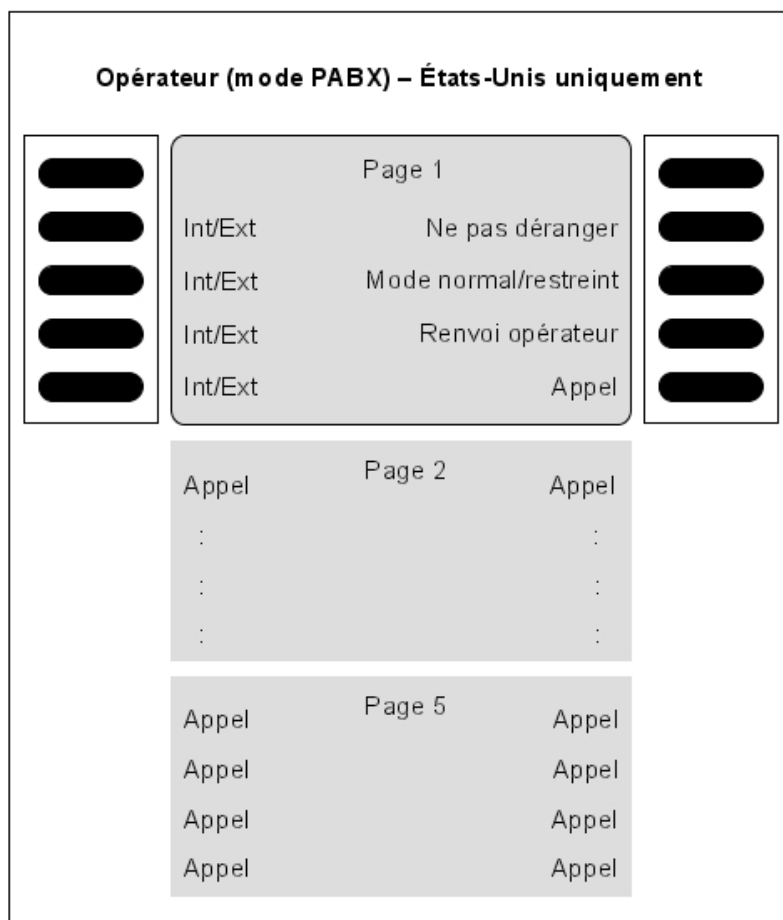 Opérateur (mode PABX) – États-Unis uniquement
Page 1
Int/Ext Ne pas déranger
Int/Ext Mode normal/restreint
Int/Ext Renvoi opérateur
Int/Ext Appel
Page 2
Appel Appel
: :
: :
: :
Page 5
Appel Appel
Appel Appel
Appel Appel
Appel Appel